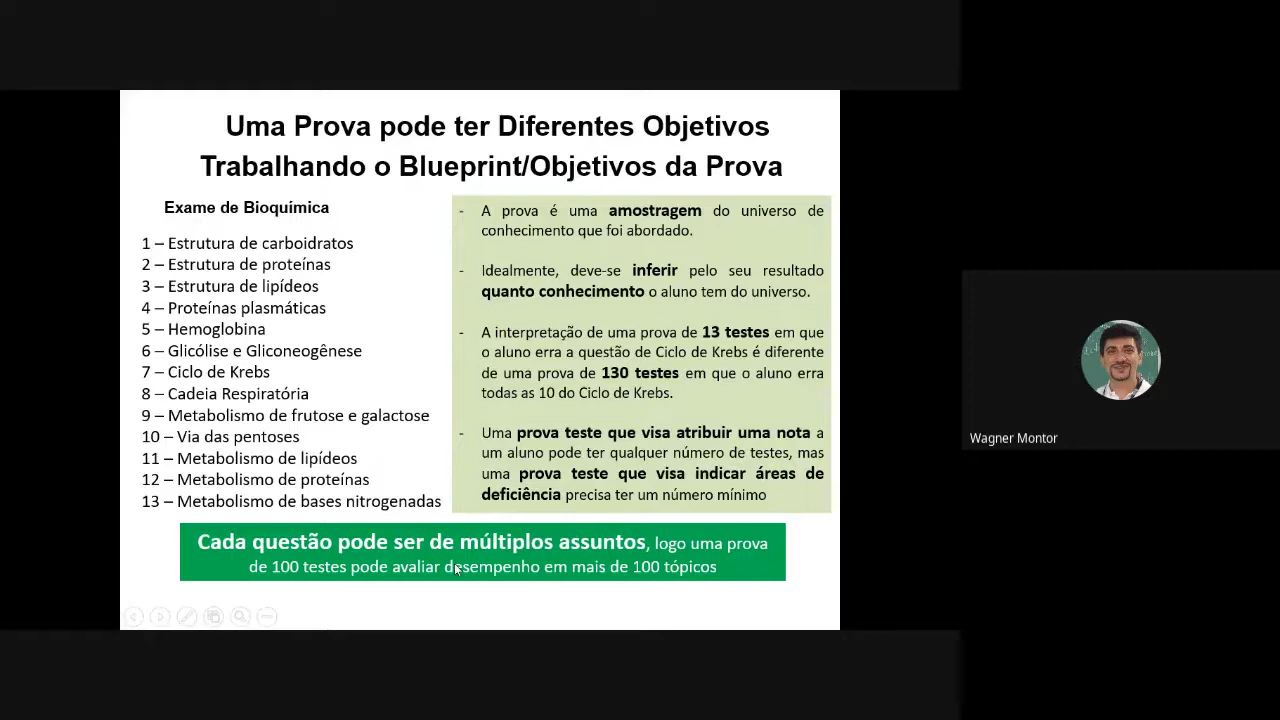 Uma Prova pode ter Diferentes Objetivos
Trabalhando o Blueprint/Objetivos da Prova
Exame de Bioquímica
1 – Estrutura de carboidratos
2 – Estrutura de proteínas
3 – Estrutura de lipídeos
4 – Proteínas plasmáticas
5 – Hemoglobina
6 – Glicólise e Gliconeogênese
7 – Ciclo de Krebs
8 – Cadeia Respiratória
9 – Metabolismo de frutose e galactose
10 – Via das pentoses
11 – Metabolismo de lipídeos
12 – Metabolismo de proteínas
13 – Metabolismo de bases nitrogenadas
- A prova é uma amostragem do universo de
conhecimento que foi abordado.
- Idealmente, deve-se inferir pelo seu resultado
quanto conhecimento o aluno tem do universo.
- A interpretação de uma prova de 13 testes em que
o aluno erra a questão de Ciclo de Krebs é diferente
de uma prova de 130 testes em que o aluno erra
todas as 10 do Ciclo de Krebs.
- Uma prova teste que visa atribuir uma nota a
um aluno pode ter qualquer número de testes, mas
uma prova teste que visa indicar áreas de
deficiência precisa ter um número mínimo
Cada questão pode ser de múltiplos assuntos, logo uma prova
de 100 testes pode avaliar desempenho em mais de 100 tópicos
Wagner Montor